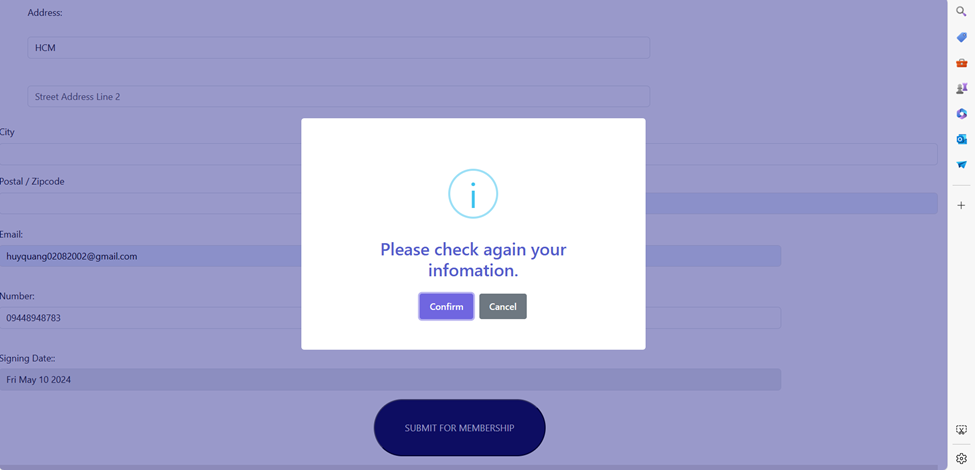 Address:
HCM
Street Address Line 2
City
Postal / Zipcode
Email:
huyquang02082002@gmail.com
Number:
09448948783
Signing Date::
Fri May 10 2024
SUBMIT FOR MEMBERSHIP
i
Please check again your
infomation.
Confirm Cancel